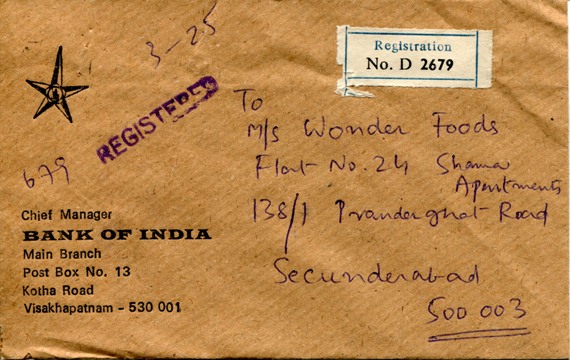 3-25
Registration
No. D 2679
REGISTERED
679
To
M/s Wonder Foods
Flat No. 24 Shama
Apartments
138/1 Road
Secunderabad
500 003
Chief Manager
BANK OF INDIA
Main Branch
Post Box No. 13
Kotha Road
Visakhapatnam - 530 001